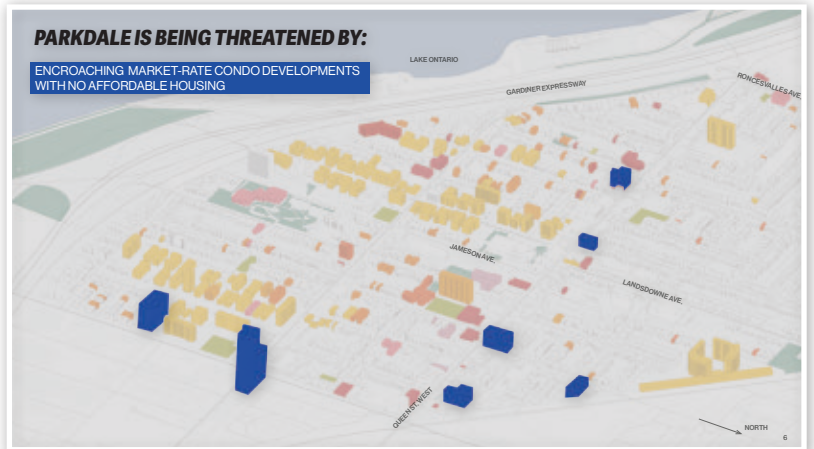 PARKDALE IS BEING THREATENED BY:
ENCROACHING MARKET-RATE CONDO DEVELOPMENTS
WITH NO AFFORDABLE HOUSING
LAKE ONTARIO
GARDINER EXPRESSWAY
RONCESVALLES AVE.
JAMESON AVE.
LANDSDOWNE AVE.
QUEEN ST. WEST
NORTH
6